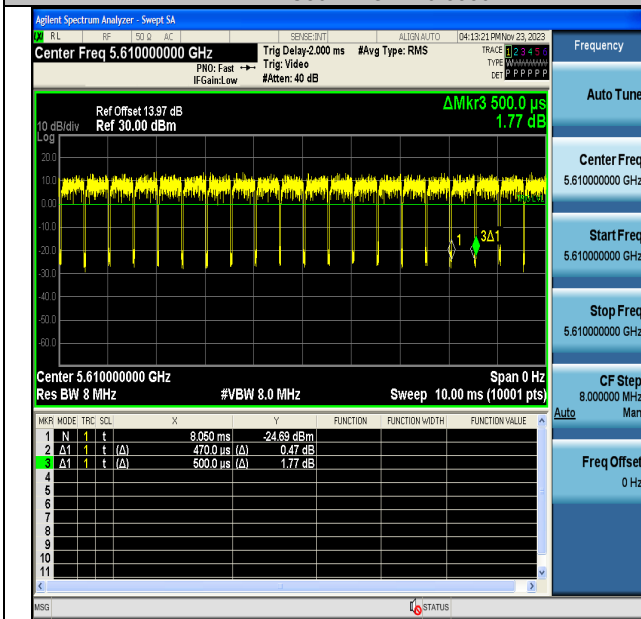 Agilent Spectrum Analyzer - Swept SA
RL RF 50 Ω AC SENSE:INT ALIGN AUTO 04:13:21 PM Nov 23, 2023
Center Freq 5.610000000 GHz
PNO: Fast
IFGain:Low
Trig Delay-2.000 ms
Trig: Video
#Atten: 40 dB
#Avg Type: RMS
TRACE 1 2 3 4 5 6
TYPE
DET P P P P P P
Frequency
Auto Tune
Center Freq
5.610000000 GHz
Start Freq
5.610000000 GHz
Stop Freq
5.610000000 GHz
CF Step
8.000000 MHz
Auto Man
Freq Offset
0 Hz
ΔMkr3 500.0 µs
1.77 dB
Ref Offset 13.97 dB
10 dB/div Ref 30.00 dBm
Log
20.0
10.0
0.00
-10.0
-20.0
-30.0
-40.0
-50.0
-60.0
1
3Δ1
Center 5.610000000 GHz Span 0 Hz
Res BW 8 MHz #VBW 8.0 MHz Sweep 10.00 ms (10001 pts)
MKR MODE TRC SCL X Y FUNCTION FUNCTION WIDTH FUNCTION VALUE
1 N 1 t 8.050 ms -24.69 dBm
2 Δ1 1 t (Δ) 470.0 µs (Δ) 0.47 dB
3 Δ1 1 t (Δ) 500.0 µs (Δ) 1.77 dB
4
5
6
7
8
9
10
11
MSG STATUS